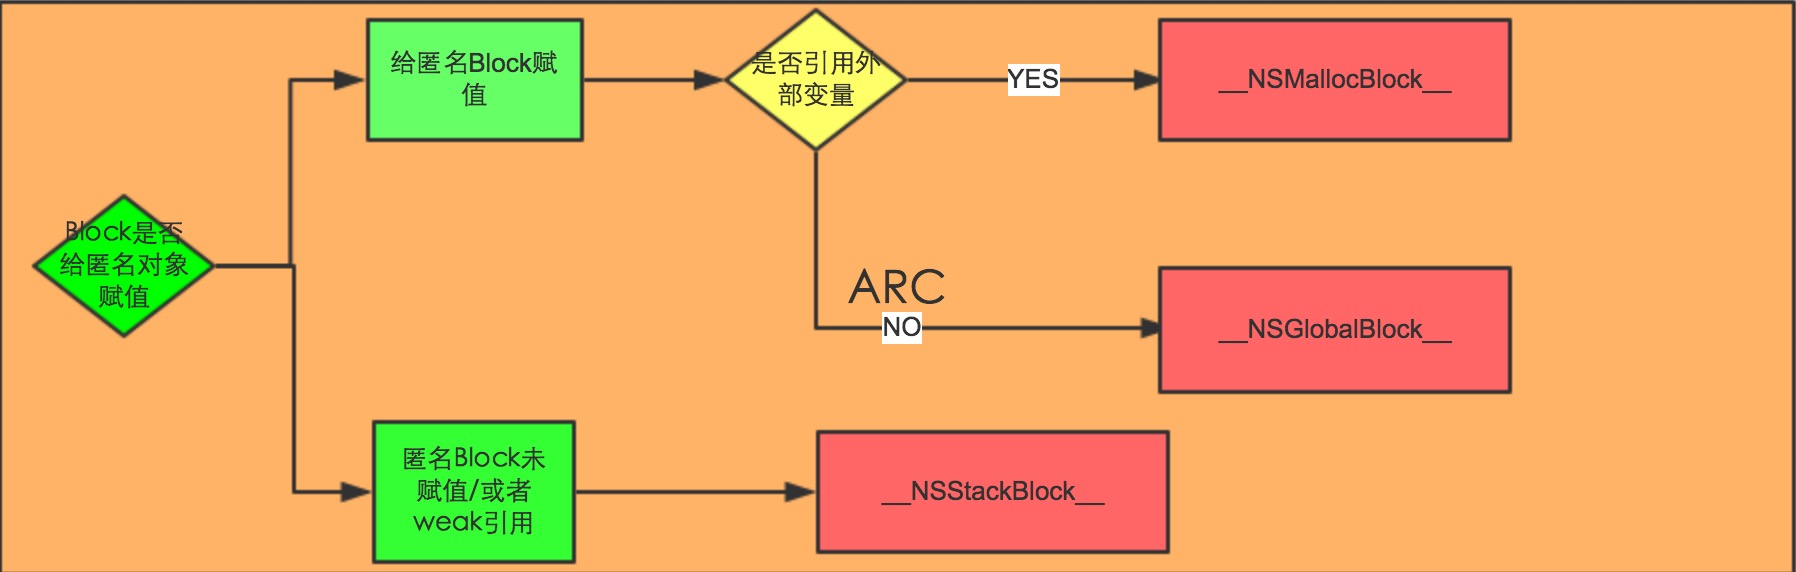 给匿名Block赋
值
是否引用外
部变量
YES
__NSMallocBlock__
Block是否
给匿名对象
赋值
ARC
NO
__NSGlobalBlock__
匿名Block未
赋值/或者
weak引用
__NSStackBlock__